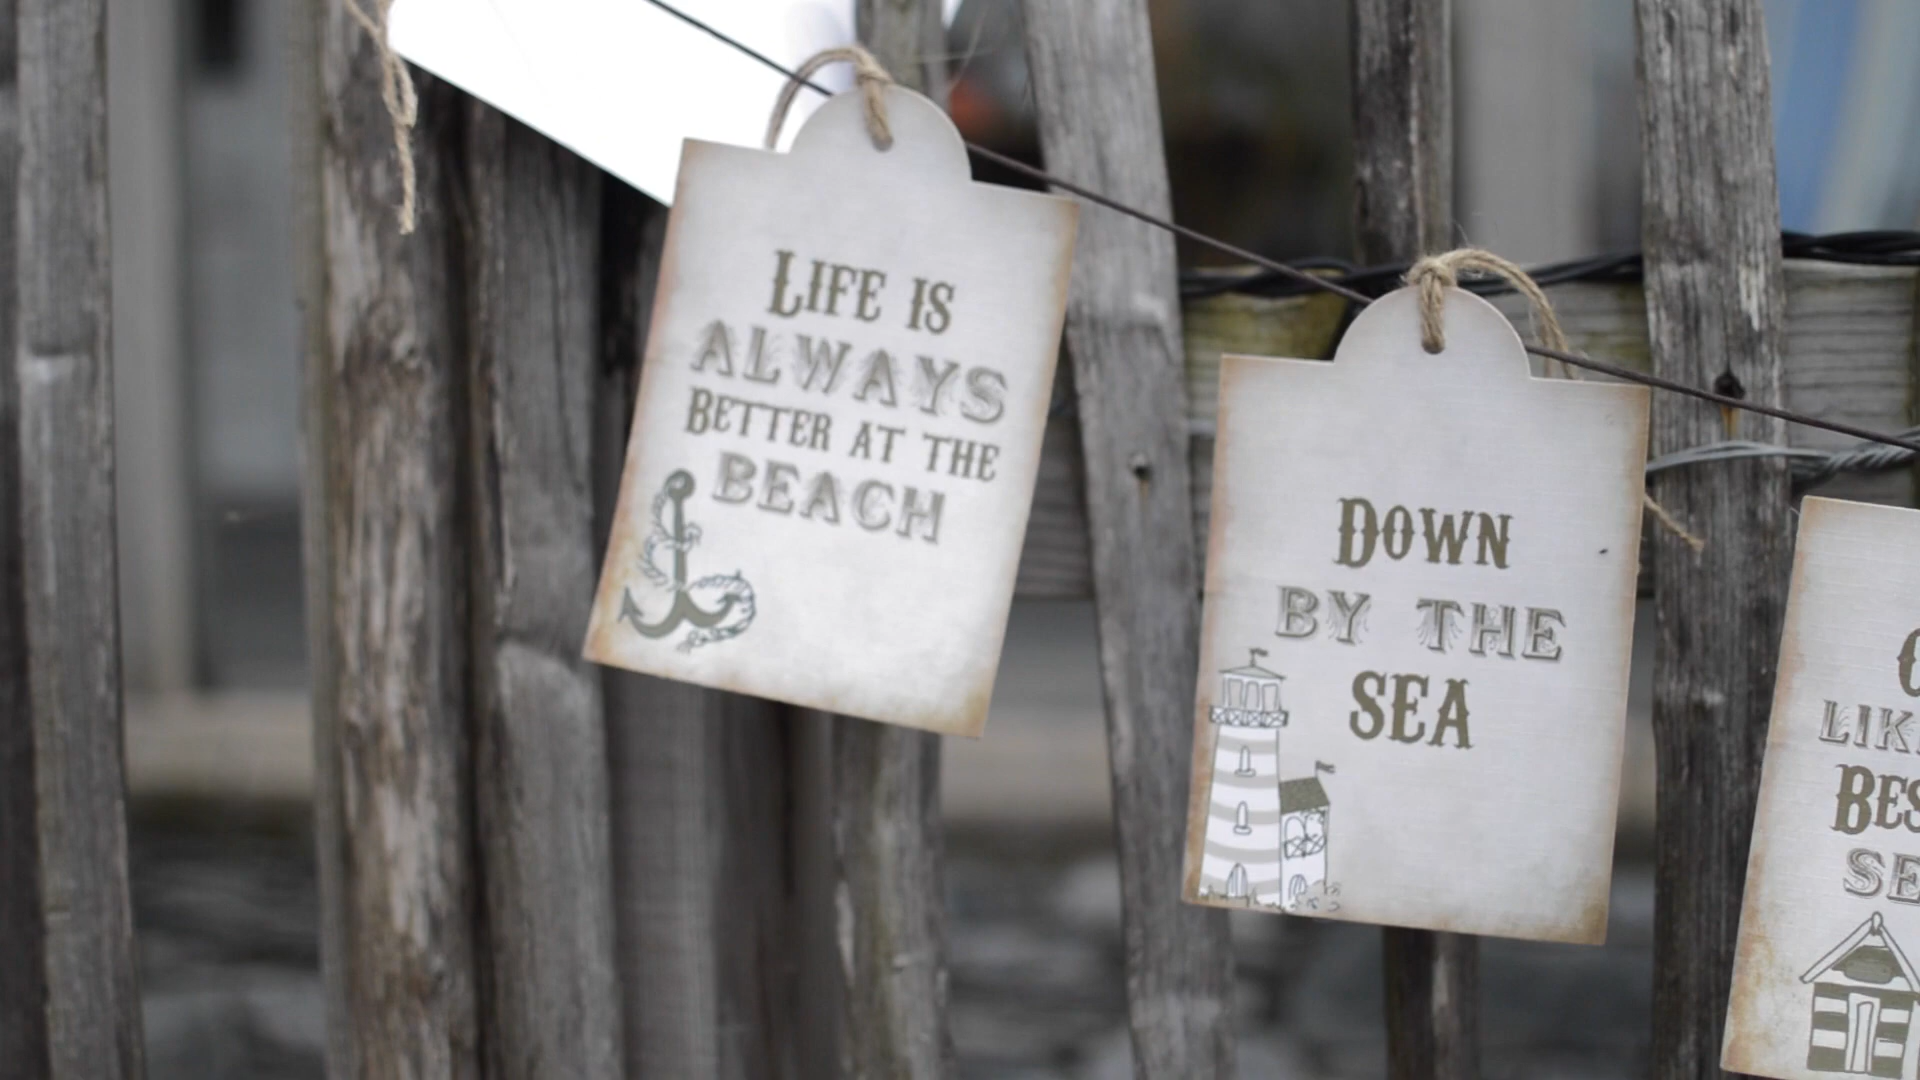 LIFE IS
ALWAYS
BETTER AT THE
BEACH
DOWN
BY THE
SEA